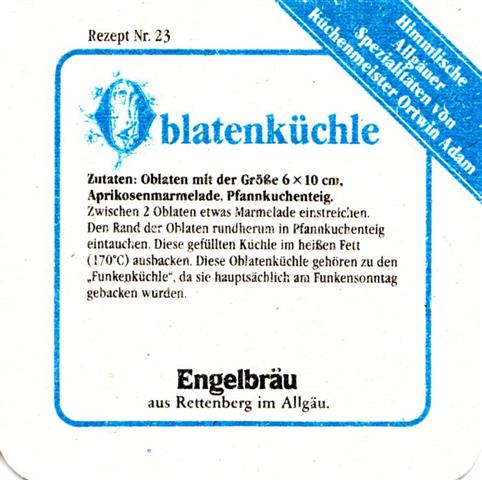 Rezept Nr. 23
Himmlische
Allgäuer
Spezialitäten von
Küchenmeister Ortwin Adam
Oblatenküchle
Zutaten: Oblaten mit der Größe 6 × 10 cm,
Aprikosenmarmelade, Pfannkuchenteig.
Zwischen 2 Oblaten etwas Marmelade einstreichen.
Den Rand der Oblaten rundherum in Pfannkuchenteig
eintauchen. Diese gefüllten Küchle im heißen Fett
(170°C) ausbacken. Diese Oblatenküchle gehören zu den
„Funkenküchle“, da sie hauptsächlich am Funkensonntag
gebacken wurden.
Engelbräu
aus Rettenberg im Allgäu.